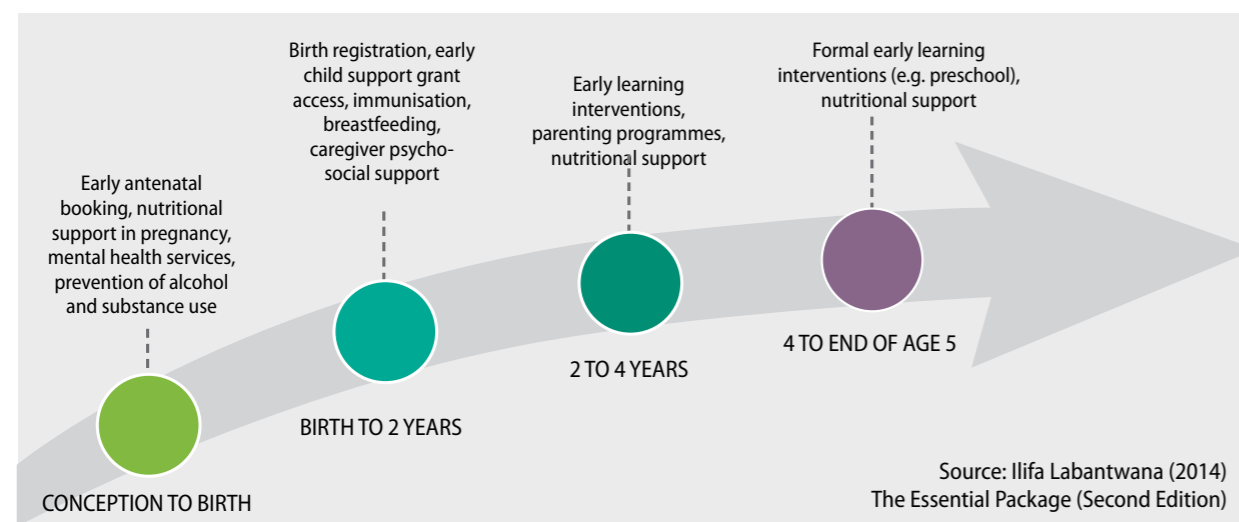 Early antenatal
booking, nutritional
support in pregnancy,
mental health services,
prevention of alcohol
and substance use
CONCEPTION TO BIRTH
Birth registration, early
child support grant
access, immunisation,
breastfeeding,
caregiver psycho-
social support
BIRTH TO 2 YEARS
Early learning
interventions,
parenting programmes,
nutritional support
2 TO 4 YEARS
Formal early learning
interventions (e.g. preschool),
nutritional support
4 TO END OF AGE 5
Source: Ilifa Labantwana (2014)
The Essential Package (Second Edition)